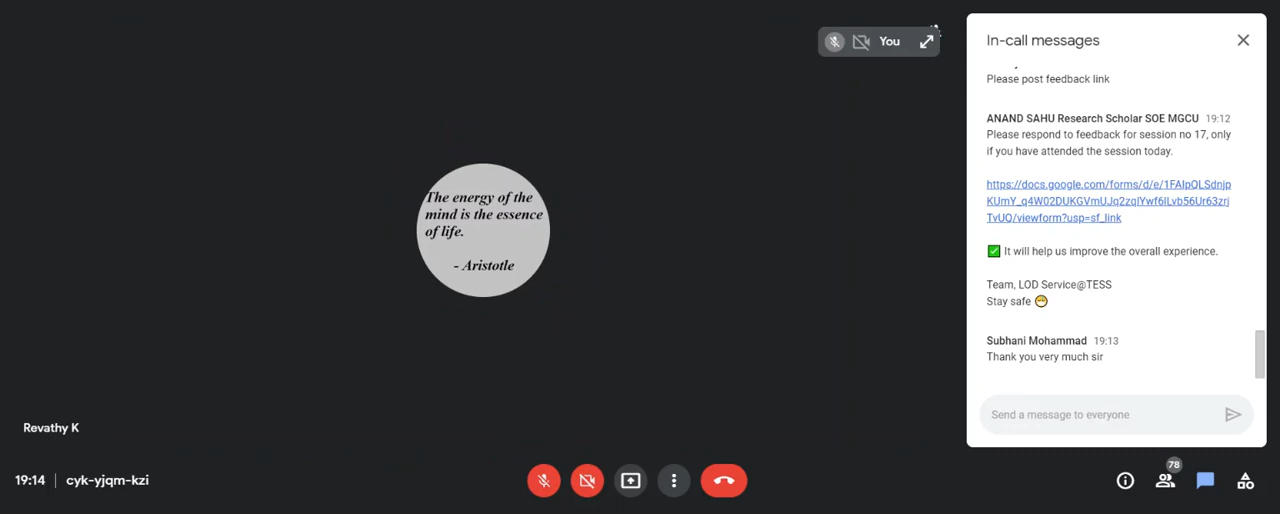 You
The energy of the
mind is the essence
of life.
- Aristotle
Revathy K
19:14 | cyk-yjqm-kzi
In-call messages
Please post feedback link
ANAND SAHU Research Scholar SOE MGCU 19:12
Please respond to feedback for session no 17, only
if you have attended the session today.
https://docs.google.com/forms/d/e/1FAIpQLSdnjp
KUmY_q4W02DUKGVmUJq2zqlYwf6ILvb56Ur63zrj
TvUQ/viewform?usp=sf_link
✅ It will help us improve the overall experience.
Team, LOD Service@TESS
Stay safe 😷
Subhani Mohammad 19:13
Thank you very much sir
Send a message to everyone
78